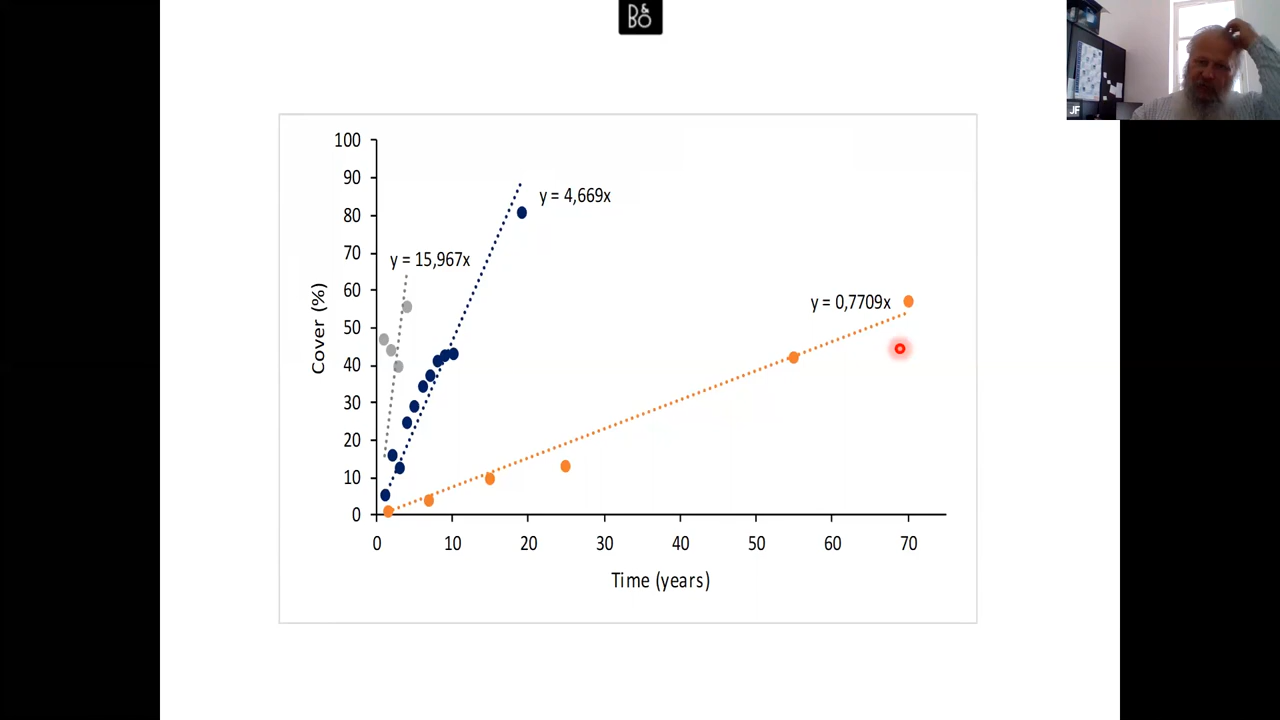 D&
BO
JF
100
90
80
70
60
50
40
30
20
10
0
Cover (%)
y = 4,669x
y = 15,967x
y = 0,7709x
0 10 20 30 40 50 60 70
Time (years)